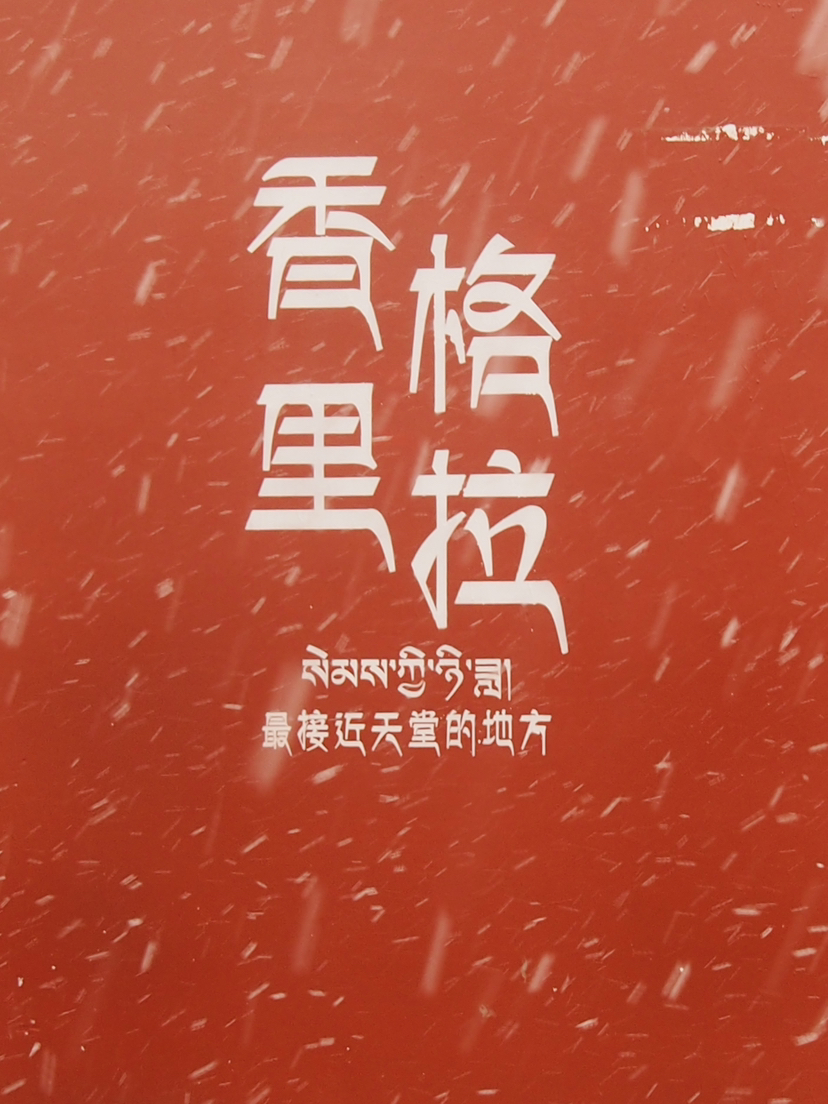 香格
里拉
སེམས་ཀྱི་ཉི་ཟླ།
最接近天堂的地方